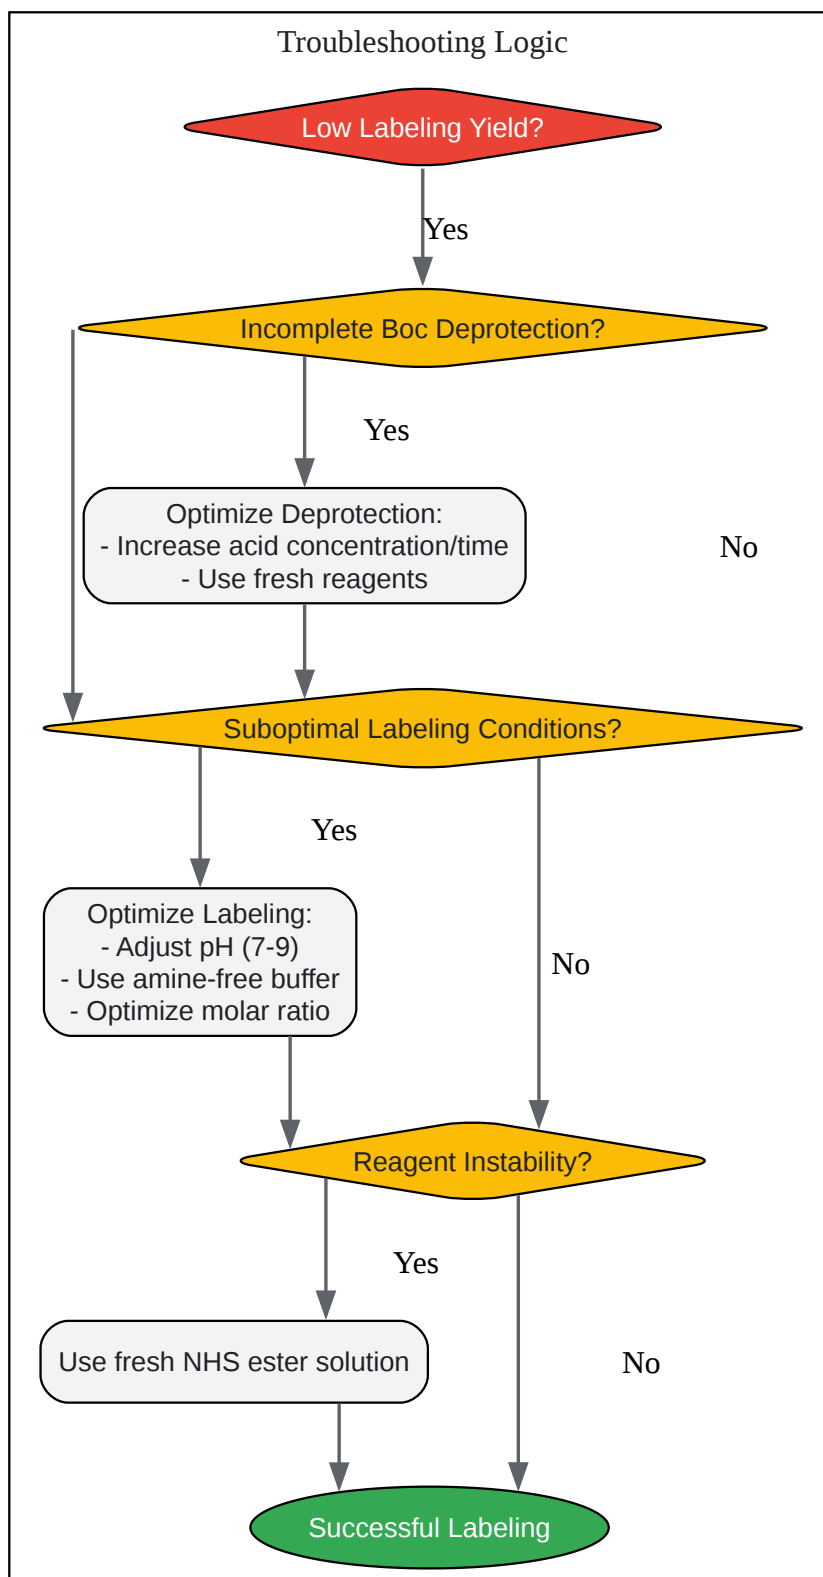 Troubleshooting Logic
Low Labeling Yield?
Yes
Incomplete Boc Deprotection?
Yes
Optimize Deprotection:
- Increase acid concentration/time
- Use fresh reagents
No
Suboptimal Labeling Conditions?
Yes
Optimize Labeling:
- Adjust pH (7-9)
- Use amine-free buffer
- Optimize molar ratio
No
Reagent Instability?
Yes
Use fresh NHS ester solution
No
Successful Labeling